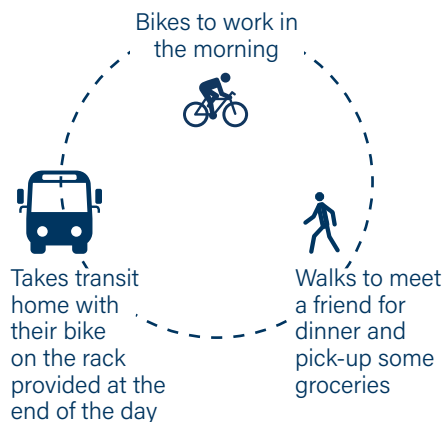 Bikes to work in
the morning
Takes transit
home with
their bike
on the rack
provided at the
end of the day
Walks to meet
a friend for
dinner and
pick-up some
groceries